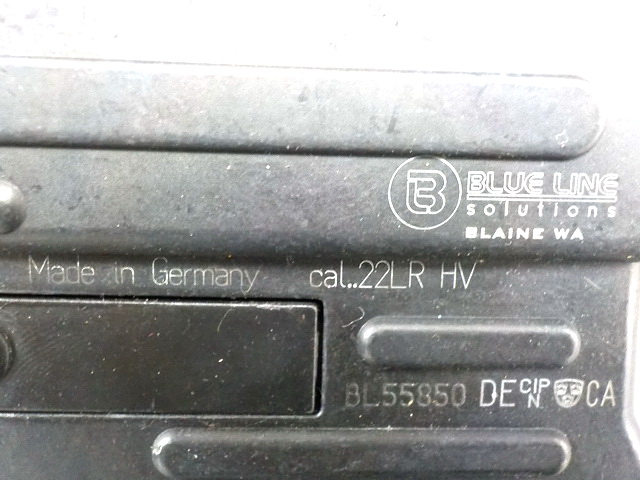 B BLUE LINE
solutions
BLAINE WA
Made in Germany cal..22LR HV
BL55850 DE CIP N CA